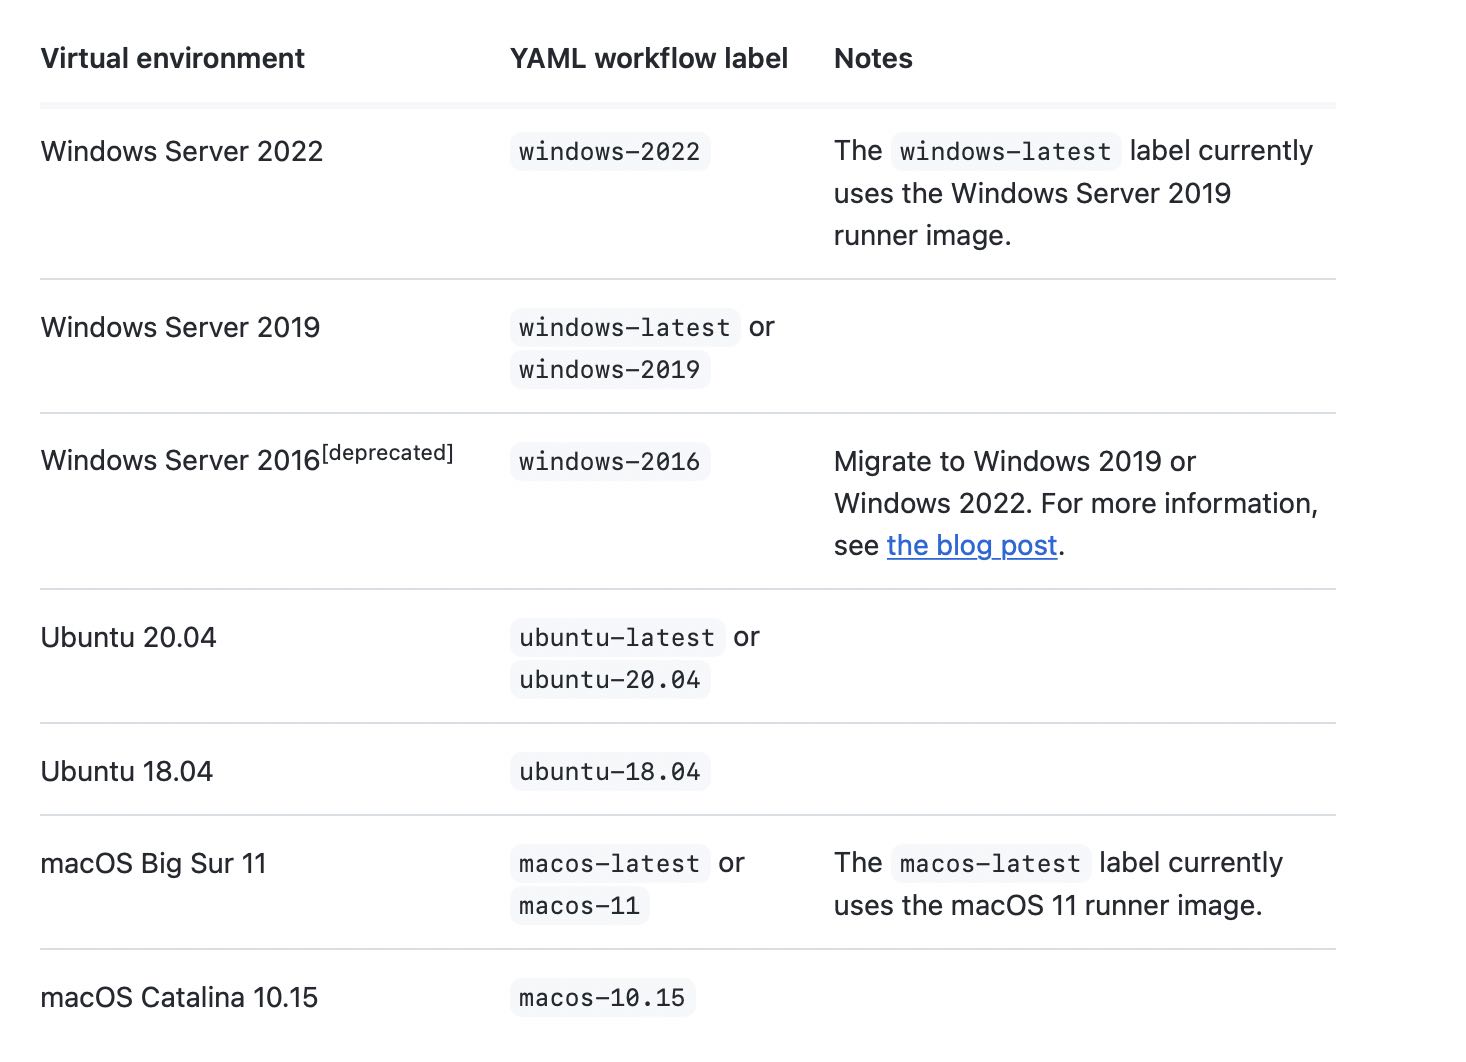 Virtual environment YAML workflow label Notes
Windows Server 2022 windows-2022 The windows-latest label currently
uses the Windows Server 2019
runner image.
Windows Server 2019 windows-latest or
windows-2019
Windows Server 2016[deprecated] windows-2016 Migrate to Windows 2019 or
Windows 2022. For more information,
see the blog post.
Ubuntu 20.04 ubuntu-latest or
ubuntu-20.04
Ubuntu 18.04 ubuntu-18.04
macOS Big Sur 11 macos-latest or The macos-latest label currently
macos-11 uses the macOS 11 runner image.
macOS Catalina 10.15 macos-10.15